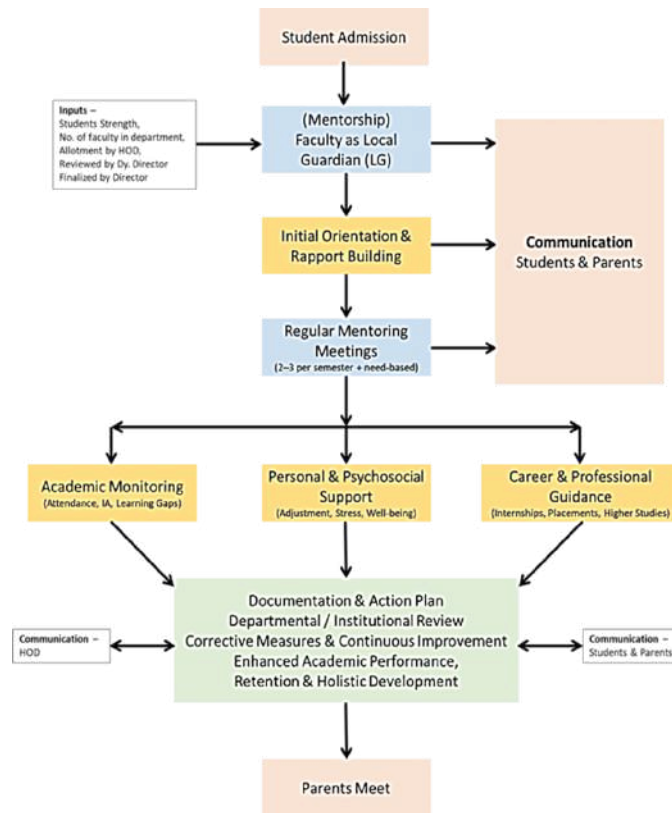 Student Admission
Inputs –
Students Strength,
No. of faculty in department,
Allotment by HOD,
Reviewed by Dy. Director
Finalized by Director
(Mentorship)
Faculty as Local
Guardian (LG)
Initial Orientation &
Rapport Building
Communication
Students & Parents
Regular Mentoring
Meetings
(2–3 per semester + need-based)
Academic Monitoring
(Attendance, IA, Learning Gaps)
Personal & Psychosocial
Support
(Adjustment, Stress, Well-being)
Career & Professional
Guidance
(Internships, Placements, Higher Studies)
Documentation & Action Plan
Departmental / Institutional Review
Corrective Measures & Continuous Improvement
Enhanced Academic Performance,
Retention & Holistic Development
Communication –
HOD
Communication –
Students & Parents
Parents Meet